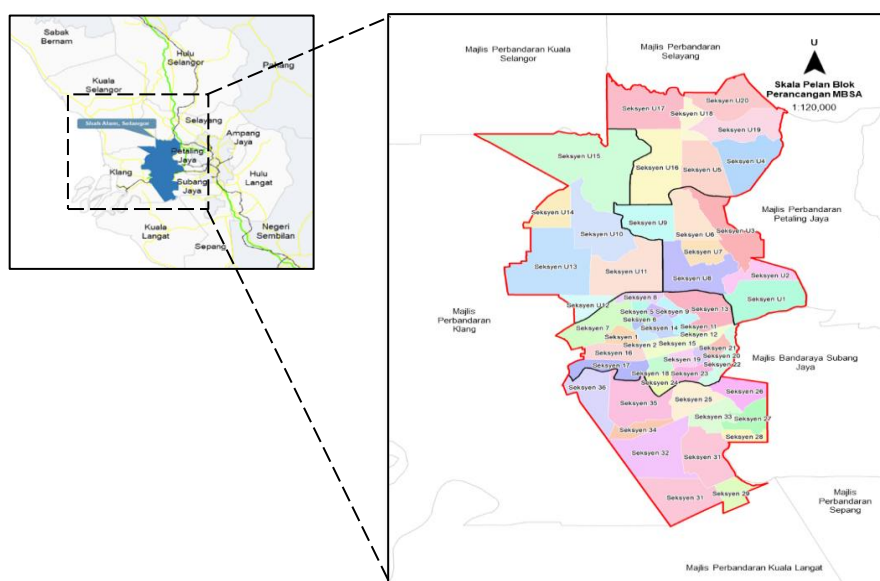 Sabak
Bernam
Hulu
Selangor
Pahang
Kuala
Selangor
Selayang
Shah Alam, Selangor
Ampang
Jaya
Petaling
Jaya
Klang
Subang
Jaya
Hulu
Langat
Kuala
Langat
Sepang
Negeri
Sembilan
Majlis Perbandaran Kuala
Selangor
Majlis Perbandaran
Selayang
U
Skala Pelan Blok
Perancangan MBSA
1:120,000
Seksyen U17
Seksyen U20
Seksyen U18
Seksyen U19
Seksyen U15
Seksyen U16
Seksyen U5
Seksyen U4
Seksyen U14
Seksyen U9
Seksyen U10
Seksyen U6
Seksyen U3
Majlis Perbandaran
Petaling Jaya
Seksyen U7
Seksyen U13
Seksyen U11
Seksyen U8
Seksyen U2
Seksyen U1
Seksyen U12
Seksyen 8
Seksyen 5
Seksyen 9
Seksyen 13
Seksyen 6
Seksyen 7
Seksyen 14
Seksyen 11
Seksyen 12
Seksyen 1
Seksyen 2
Seksyen 15
Seksyen 21
Seksyen 16
Seksyen 19
Seksyen 20
Seksyen 17
Seksyen 22
Seksyen 18
Seksyen 23
Seksyen 24
Majlis
Perbandaran
Klang
Majlis Bandaraya Subang
Jaya
Seksyen 36
Seksyen 26
Seksyen 35
Seksyen 25
Seksyen 33
Seksyen 27
Seksyen 34
Seksyen 28
Seksyen 32
Seksyen 31
Seksyen 31
Seksyen 29
Majlis
Perbandaran
Sepang
Majlis Perbandaran Kuala Langat